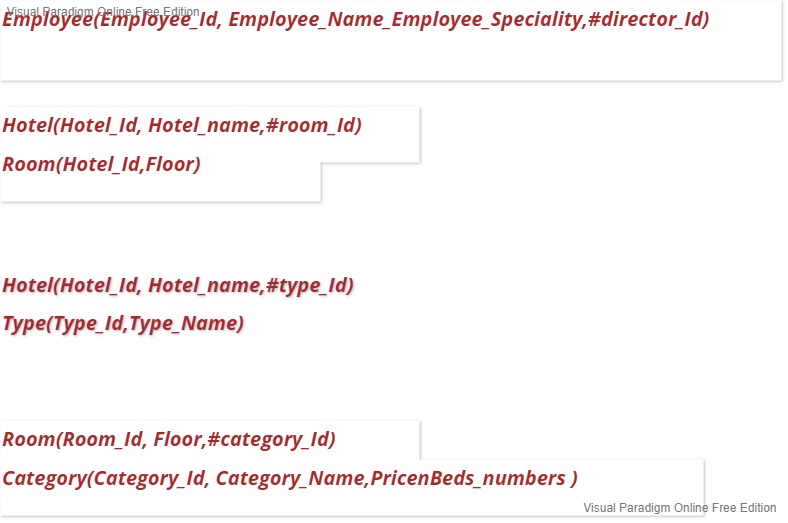 Visual Paradigm Online Free Edition
Employee(Employee_Id, Employee_Name_Employee_Speciality,#director_Id)
Hotel(Hotel_Id, Hotel_name,#room_Id)
Room(Hotel_Id,Floor)
Hotel(Hotel_Id, Hotel_name,#type_Id)
Type(Type_Id,Type_Name)
Room(Room_Id, Floor,#category_Id)
Category(Category_Id, Category_Name,PricenBeds_numbers )
Visual Paradigm Online Free Edition